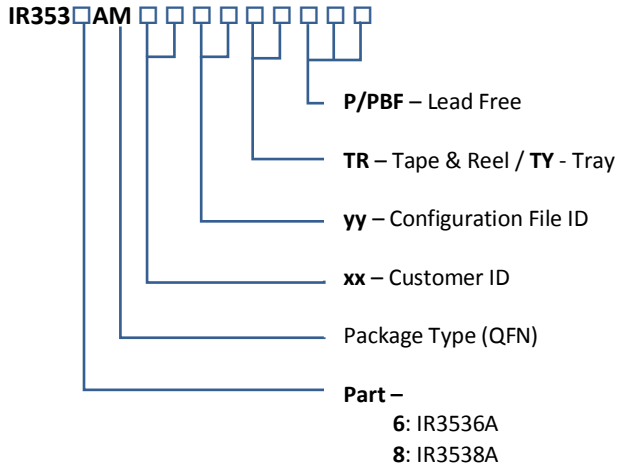 IR353□AM□□□□□□□□□
P/PBF – Lead Free
TR – Tape & Reel / TY - Tray
yy – Configuration File ID
xx – Customer ID
Package Type (QFN)
Part –
6: IR3536A
8: IR3538A